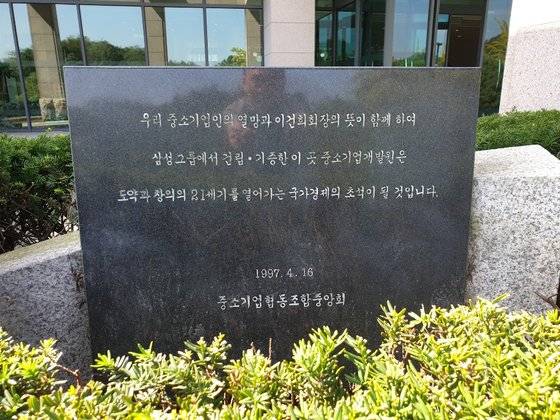 우리 중소기업인의 열망과 이건희회장의 뜻이 함께 하여
삼성그룹에서 건립・기증한 이 곳 중소기업개발원은
도약과 창의의 21세기를 열어가는 국가경제의 초석이 될 것입니다.
1997. 4. 16
중소기업협동조합중앙회